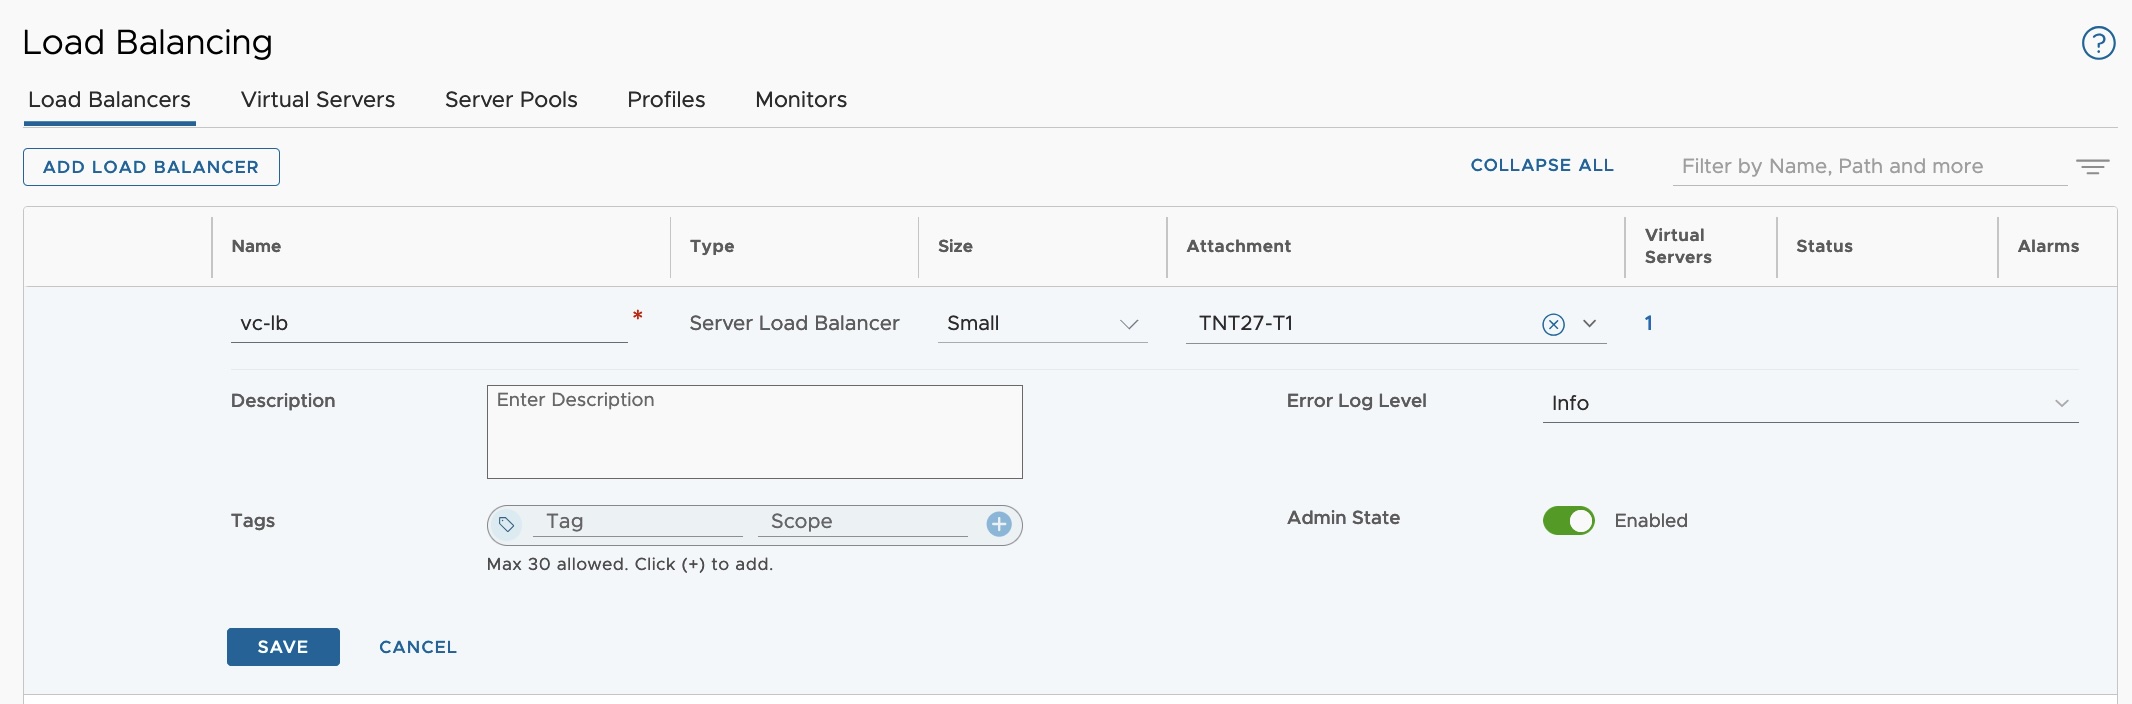 Load Balancing
?
Load Balancers Virtual Servers Server Pools Profiles Monitors
ADD LOAD BALANCER COLLAPSE ALL Filter by Name, Path and more
Name Type Size Attachment Virtual Servers Status Alarms
vc-lb * Server Load Balancer Small TNT27-T1 1
Description Enter Description Error Log Level Info
Tags Tag Scope Admin State Enabled
Max 30 allowed. Click (+) to add.
SAVE CANCEL